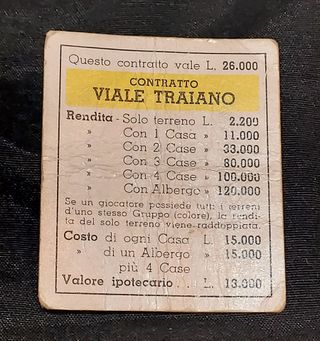 Questo contratto vale L. 26.000
CONTRATTO
VIALE TRAIANO
Rendita - Solo terreno L. 2.200
» Con 1 Casa » 11.000
» Con 2 Case » 33.000
» Con 3 Case » 80.000
» Con 4 Case » 100.000
» Con Albergo » 120.000
Se un giocatore possiede tutti i terreni
d'uno stesso Gruppo (colore), la rendi-
ta del solo terreno viene raddoppiata.
Costo di ogni Casa L. 15.000
» di un Albergo » 15.000
più 4 Case
Valore ipotecario . . . L. 13.000